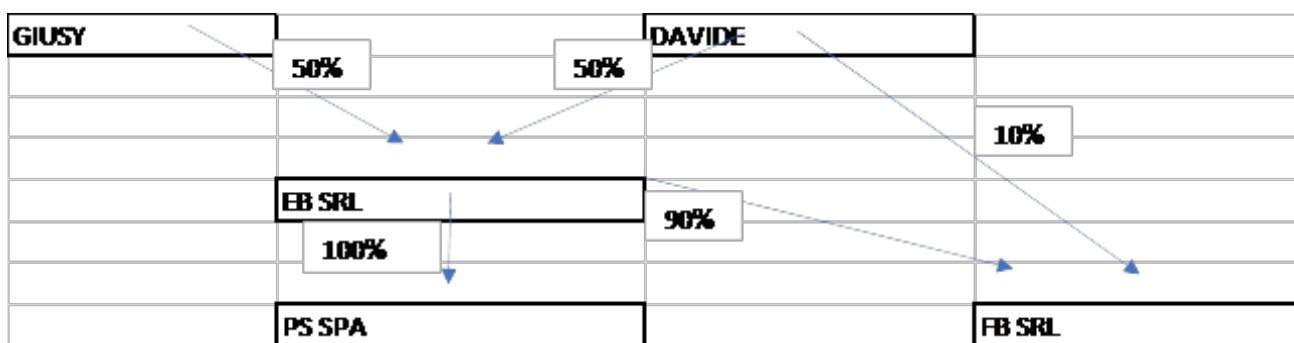 GIUSY
DAVIDE
50%
50%
10%
EB SRL
90%
100%
PS SPA
FB SRL